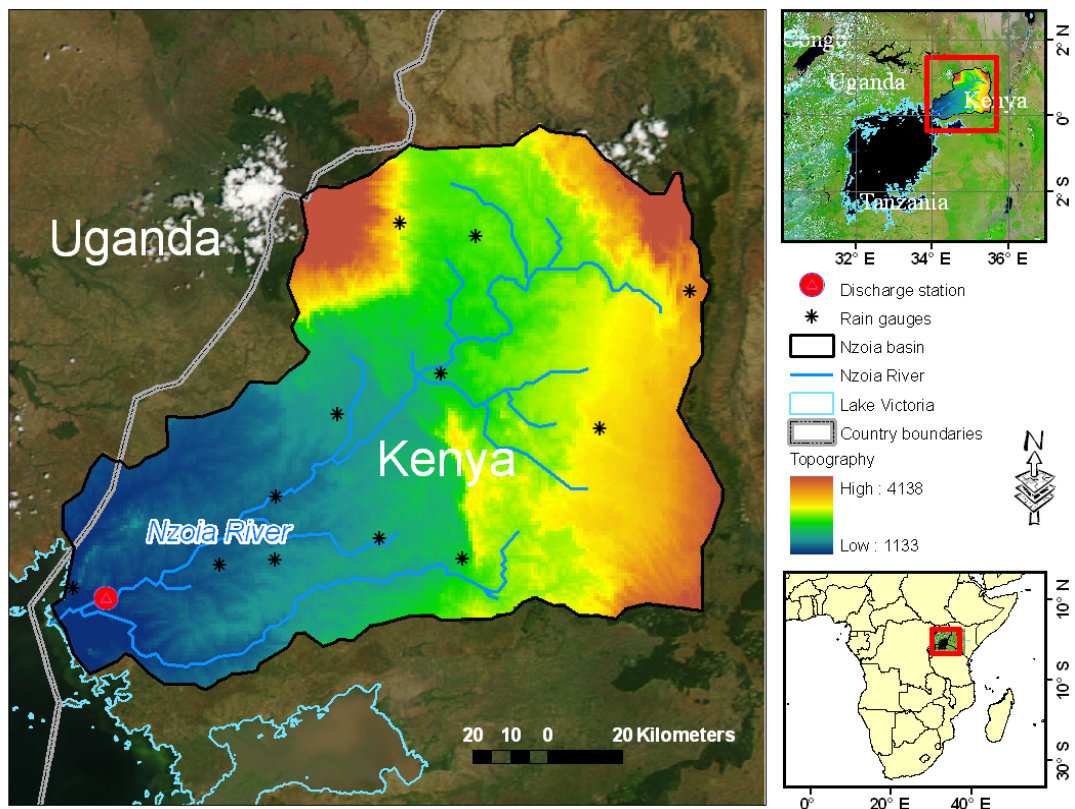 Uganda
Kenya
Nzoia River
20 10 0 20 Kilometers
Congo
Uganda
Kenya
Tanzania
2° N
0°
2° S
32° E 34° E 36° E
Discharge station
Rain gauges
Nzoia basin
Nzoia River
Lake Victoria
Country boundaries
Topography
High : 4138
Low : 1133
N
10° N
10° S
30° S
0° 20° E 40° E